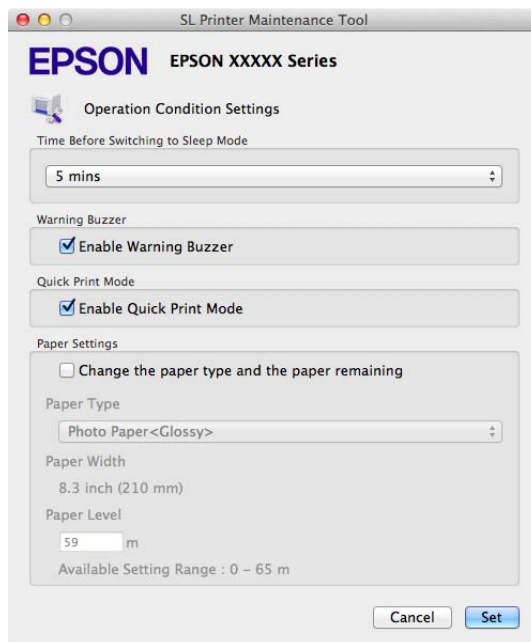 SL Printer Maintenance Tool
EPSON EPSON XXXXX Series
Operation Condition Settings
Time Before Switching to Sleep Mode
5 mins
Warning Buzzer
Enable Warning Buzzer
Quick Print Mode
Enable Quick Print Mode
Paper Settings
Change the paper type and the paper remaining
Paper Type
Photo Paper<Glossy>
Paper Width
8.3 inch (210 mm)
Paper Level
59 m
Available Setting Range : 0 – 65 m
Cancel Set